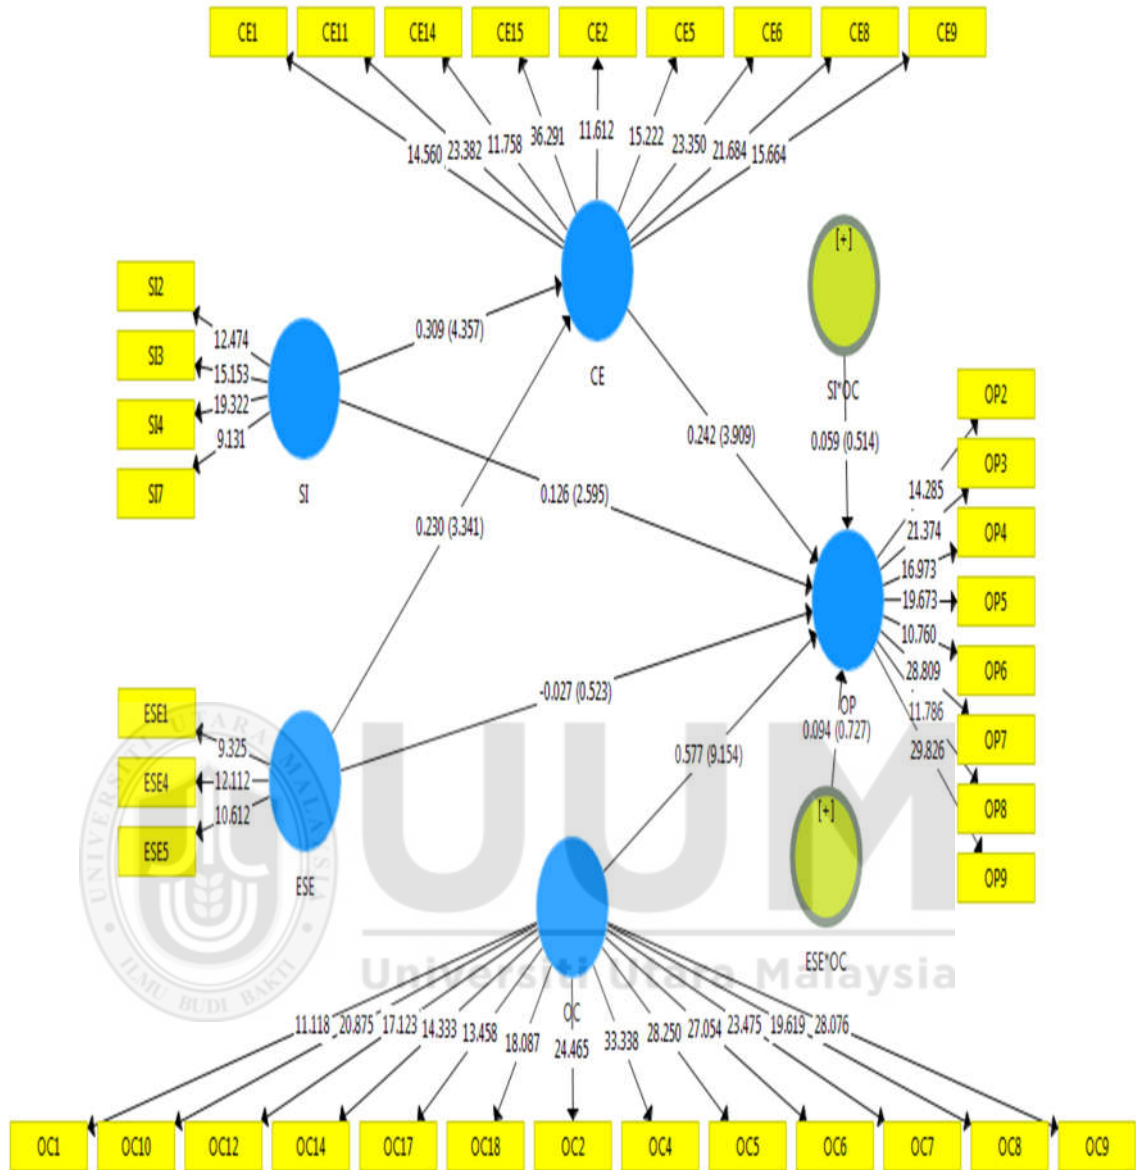 CE1 CE11 CE14 CE15 CE2 CE5 CE6 CE8 CE9
14.560 23.382 11.758 36.291 11.612 15.222 23.350 21.684 15.664
[+]
SI2
SI3
SI4
SI7
12.474
15.153
19.322
9.131
SI
0.309 (4.357)
CE
SI*OC
0.242 (3.909)
0.059 (0.514)
0.126 (2.595)
0.230 (3.341)
OP2
OP3
OP4
OP5
OP6
OP7
OP8
OP9
14.285
21.374
16.973
19.673
10.760
28.809
11.786
29.826
OP
-0.027 (0.523)
0.094 (0.727)
0.577 (9.154)
ESE1
ESE4
ESE5
9.325
12.112
10.612
ESE
[+]
ESE*OC
UNIVERSITI UTARA MALAYSIA
ILMU BUDI BAKTI
UUM
Universiti Utara Malaysia
OC
11.118 20.875 17.123 14.333 13.458 18.087 24.465 33.338 28.250 27.054 23.475 19.619 28.076
OC1 OC10 OC12 OC14 OC17 OC18 OC2 OC4 OC5 OC6 OC7 OC8 OC9